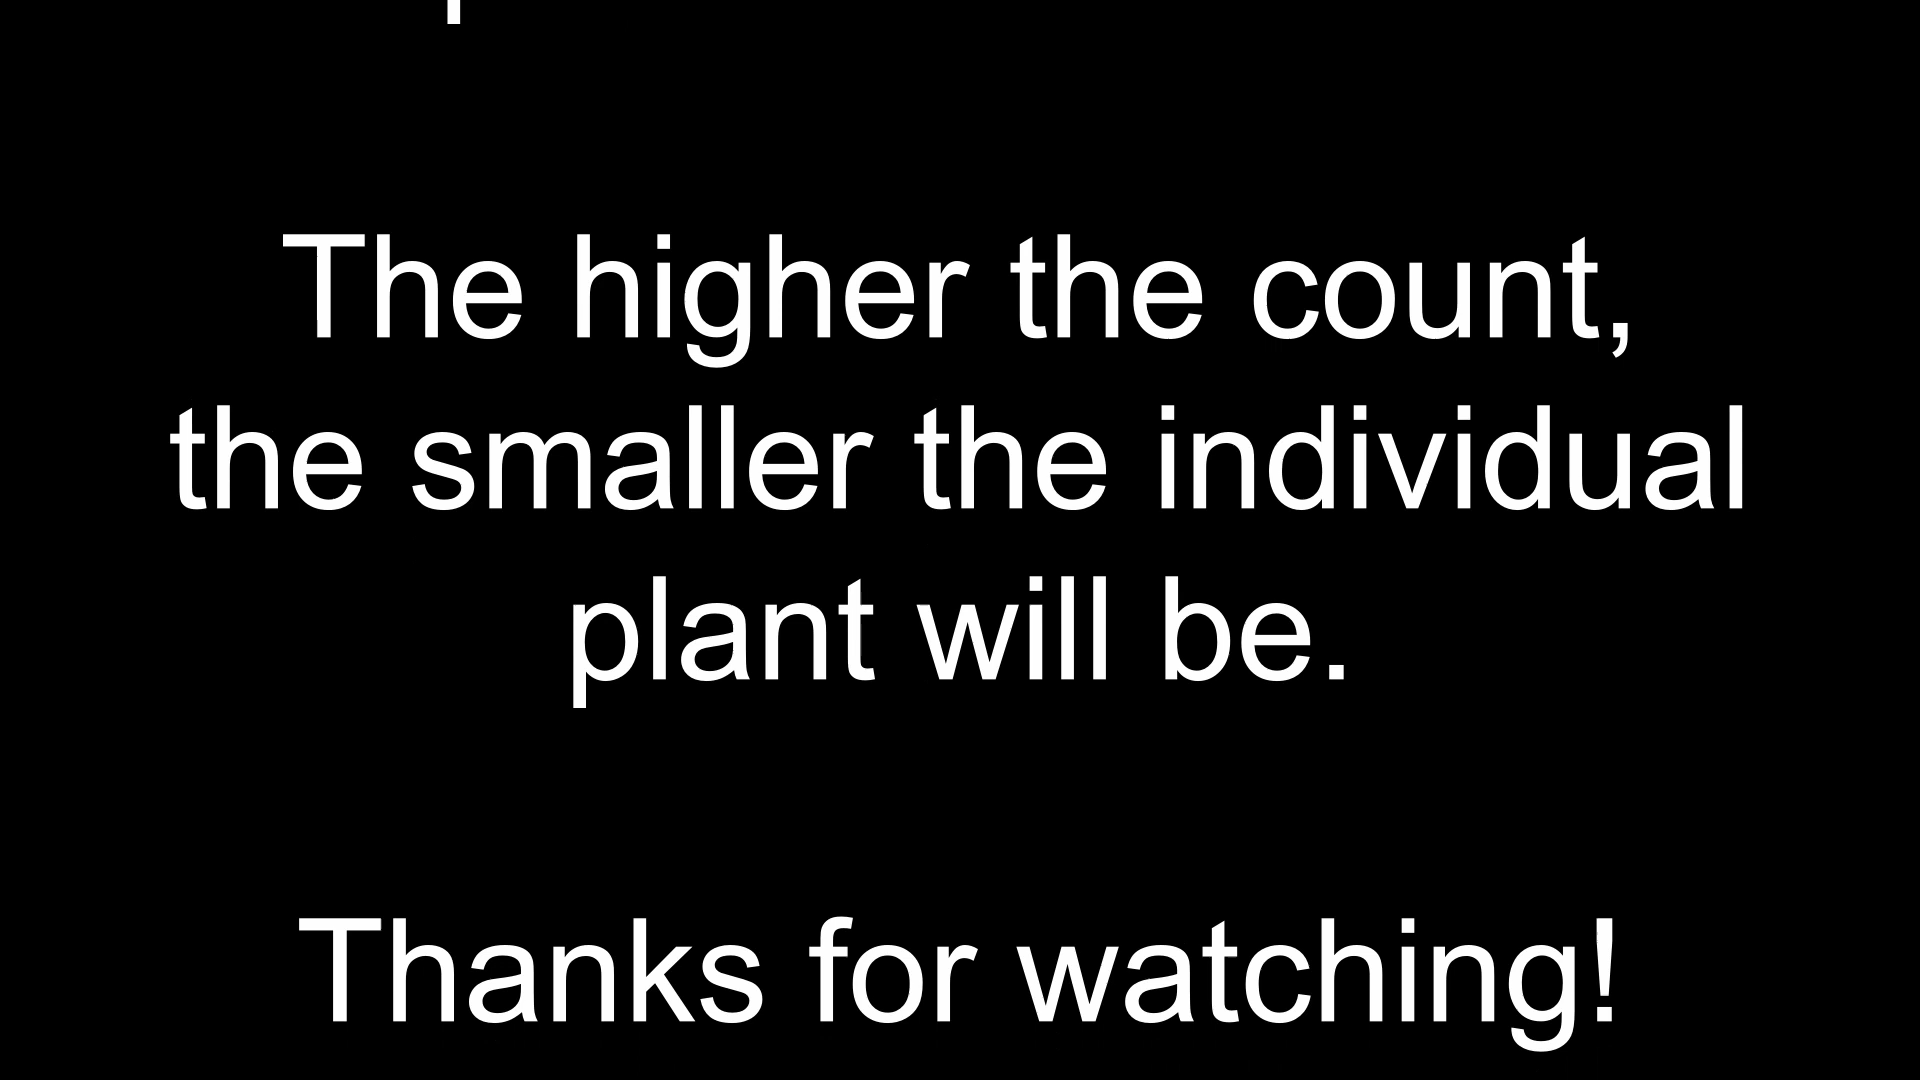 The higher the count,
the smaller the individual
plant will be.
Thanks for watching!